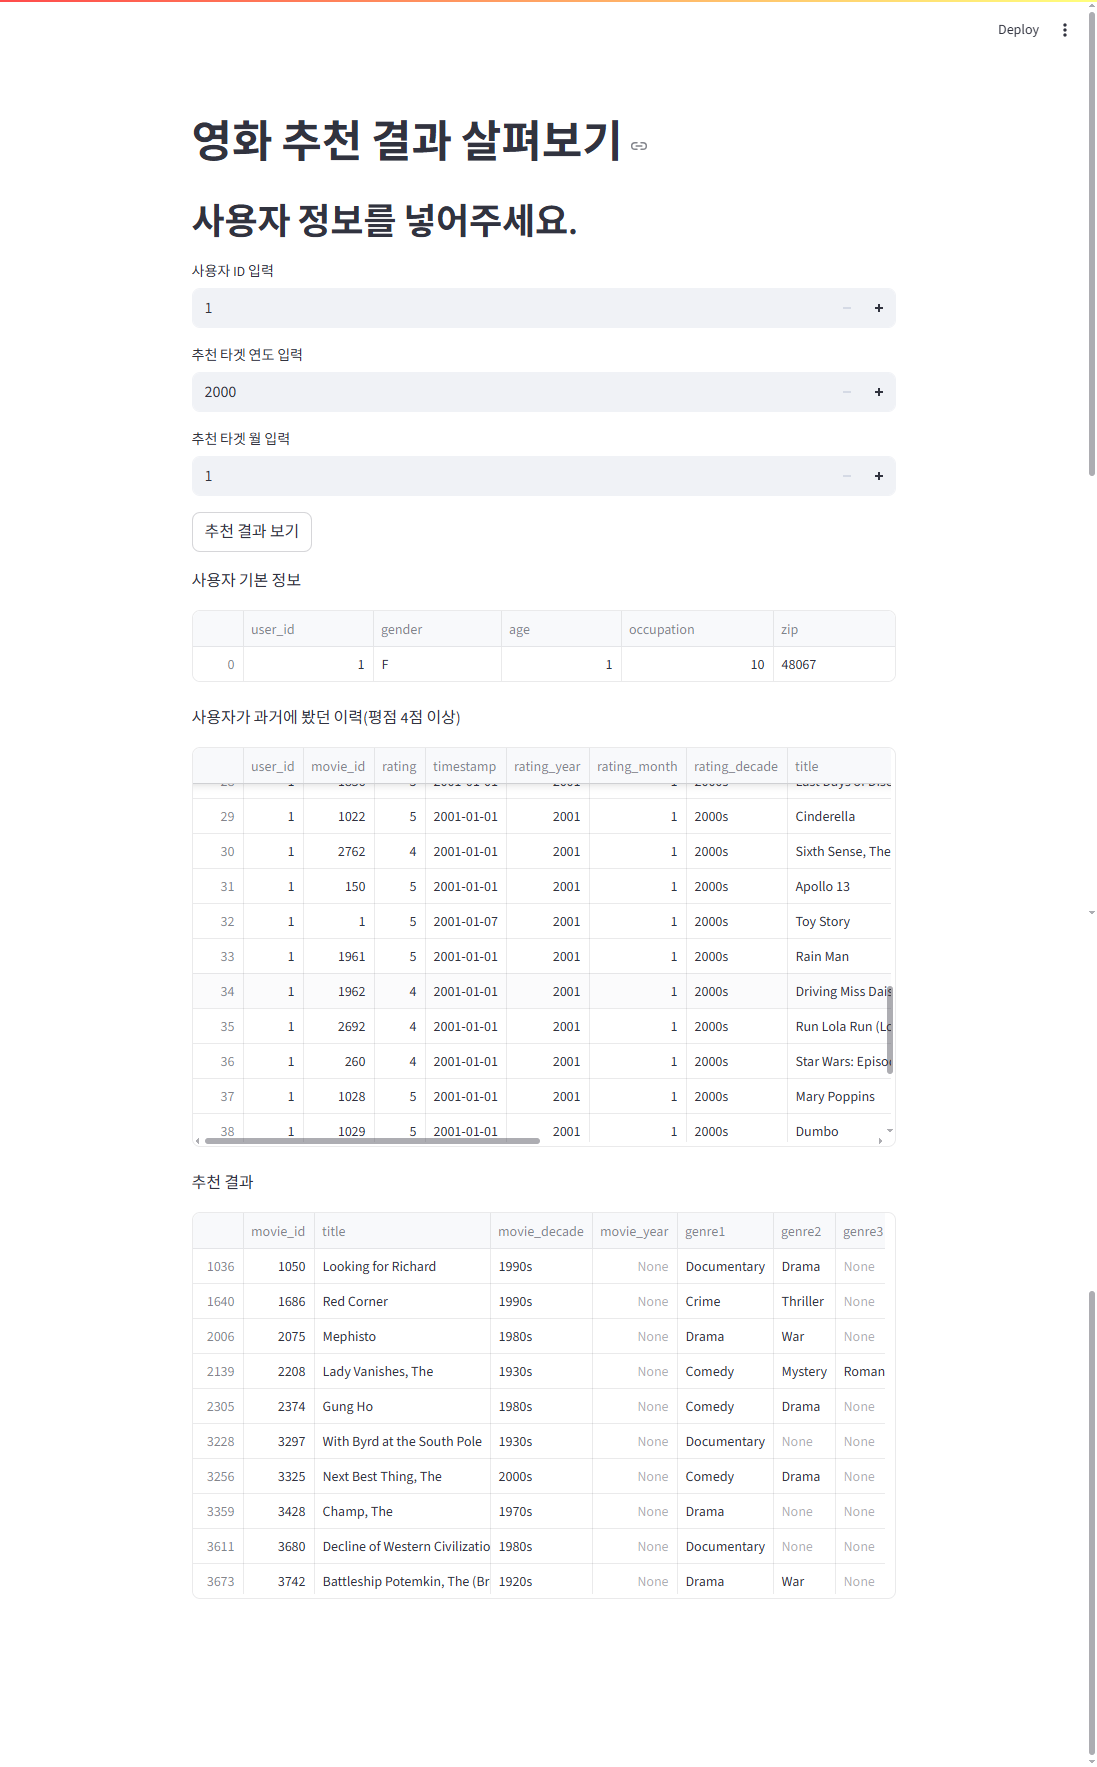 Deploy
영화 추천 결과 살펴보기
사용자 정보를 넣어주세요.
사용자 ID 입력
1
추천 타겟 연도 입력
2000
추천 타겟 월 입력
1
추천 결과 보기
사용자 기본 정보
user_id gender age occupation zip
0 1 F 1 10 48067
사용자가 과거에 봤던 이력(평점 4점 이상)
user_id movie_id rating timestamp rating_year rating_month rating_decade title
29 1 1022 5 2001-01-01 2001 1 2000s Cinderella
30 1 2762 4 2001-01-01 2001 1 2000s Sixth Sense, The
31 1 150 5 2001-01-01 2001 1 2000s Apollo 13
32 1 1 5 2001-01-07 2001 1 2000s Toy Story
33 1 1961 5 2001-01-01 2001 1 2000s Rain Man
34 1 1962 4 2001-01-01 2001 1 2000s Driving Miss Dais
35 1 2692 4 2001-01-01 2001 1 2000s Run Lola Run (Lo
36 1 260 4 2001-01-01 2001 1 2000s Star Wars: Episo
37 1 1028 5 2001-01-01 2001 1 2000s Mary Poppins
38 1 1029 5 2001-01-01 2001 1 2000s Dumbo
추천 결과
movie_id title movie_decade movie_year genre1 genre2 genre3
1036 1050 Looking for Richard 1990s None Documentary Drama None
1640 1686 Red Corner 1990s None Crime Thriller None
2006 2075 Mephisto 1980s None Drama War None
2139 2208 Lady Vanishes, The 1930s None Comedy Mystery Roman
2305 2374 Gung Ho 1980s None Comedy Drama None
3228 3297 With Byrd at the South Pole 1930s None Documentary None None
3256 3325 Next Best Thing, The 2000s None Comedy Drama None
3359 3428 Champ, The 1970s None Drama None None
3611 3680 Decline of Western Civilizatio 1980s None Documentary None None
3673 3742 Battleship Potemkin, The (Br 1920s None Drama War None